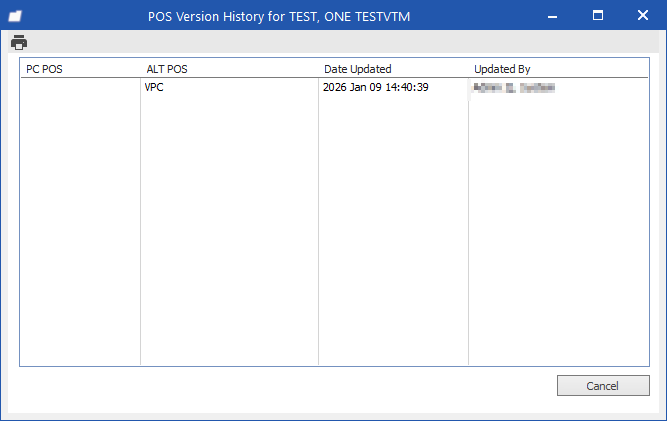 POS Version History for TEST, ONE TESTVTM
PC POS ALT POS Date Updated Updated By
VPC 2026 Jan 09 14:40:39
Cancel